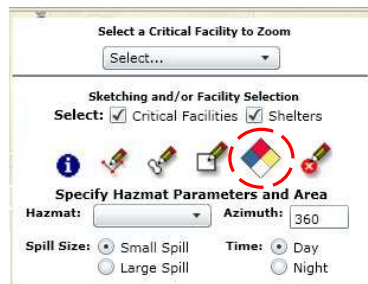 Select a Critical Facility to Zoom
Select...
Sketching and/or Facility Selection
Select: Critical Facilities Shelters
Specify Hazmat Parameters and Area
Hazmat: Azimuth: 360
Spill Size: Small Spill Time: Day
Large Spill Night